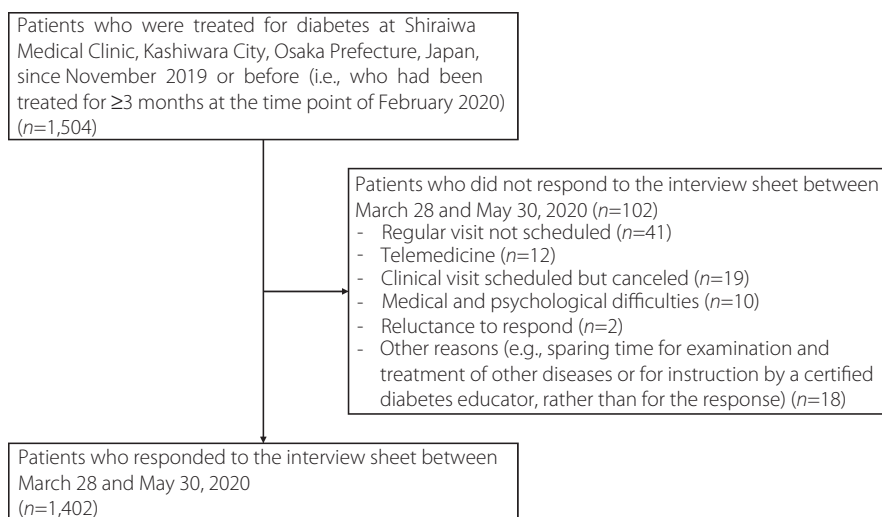 Patients who were treated for diabetes at Shiraiwa
Medical Clinic, Kashiwara City, Osaka Prefecture, Japan,
since November 2019 or before (i.e., who had been
treated for ≥3 months at the time point of February 2020)
(n=1,504)
Patients who did not respond to the interview sheet between
March 28 and May 30, 2020 (n=102)
- Regular visit not scheduled (n=41)
- Telemedicine (n=12)
- Clinical visit scheduled but canceled (n=19)
- Medical and psychological difficulties (n=10)
- Reluctance to respond (n=2)
- Other reasons (e.g., sparing time for examination and
treatment of other diseases or for instruction by a certified
diabetes educator, rather than for the response) (n=18)
Patients who responded to the interview sheet between
March 28 and May 30, 2020
(n=1,402)